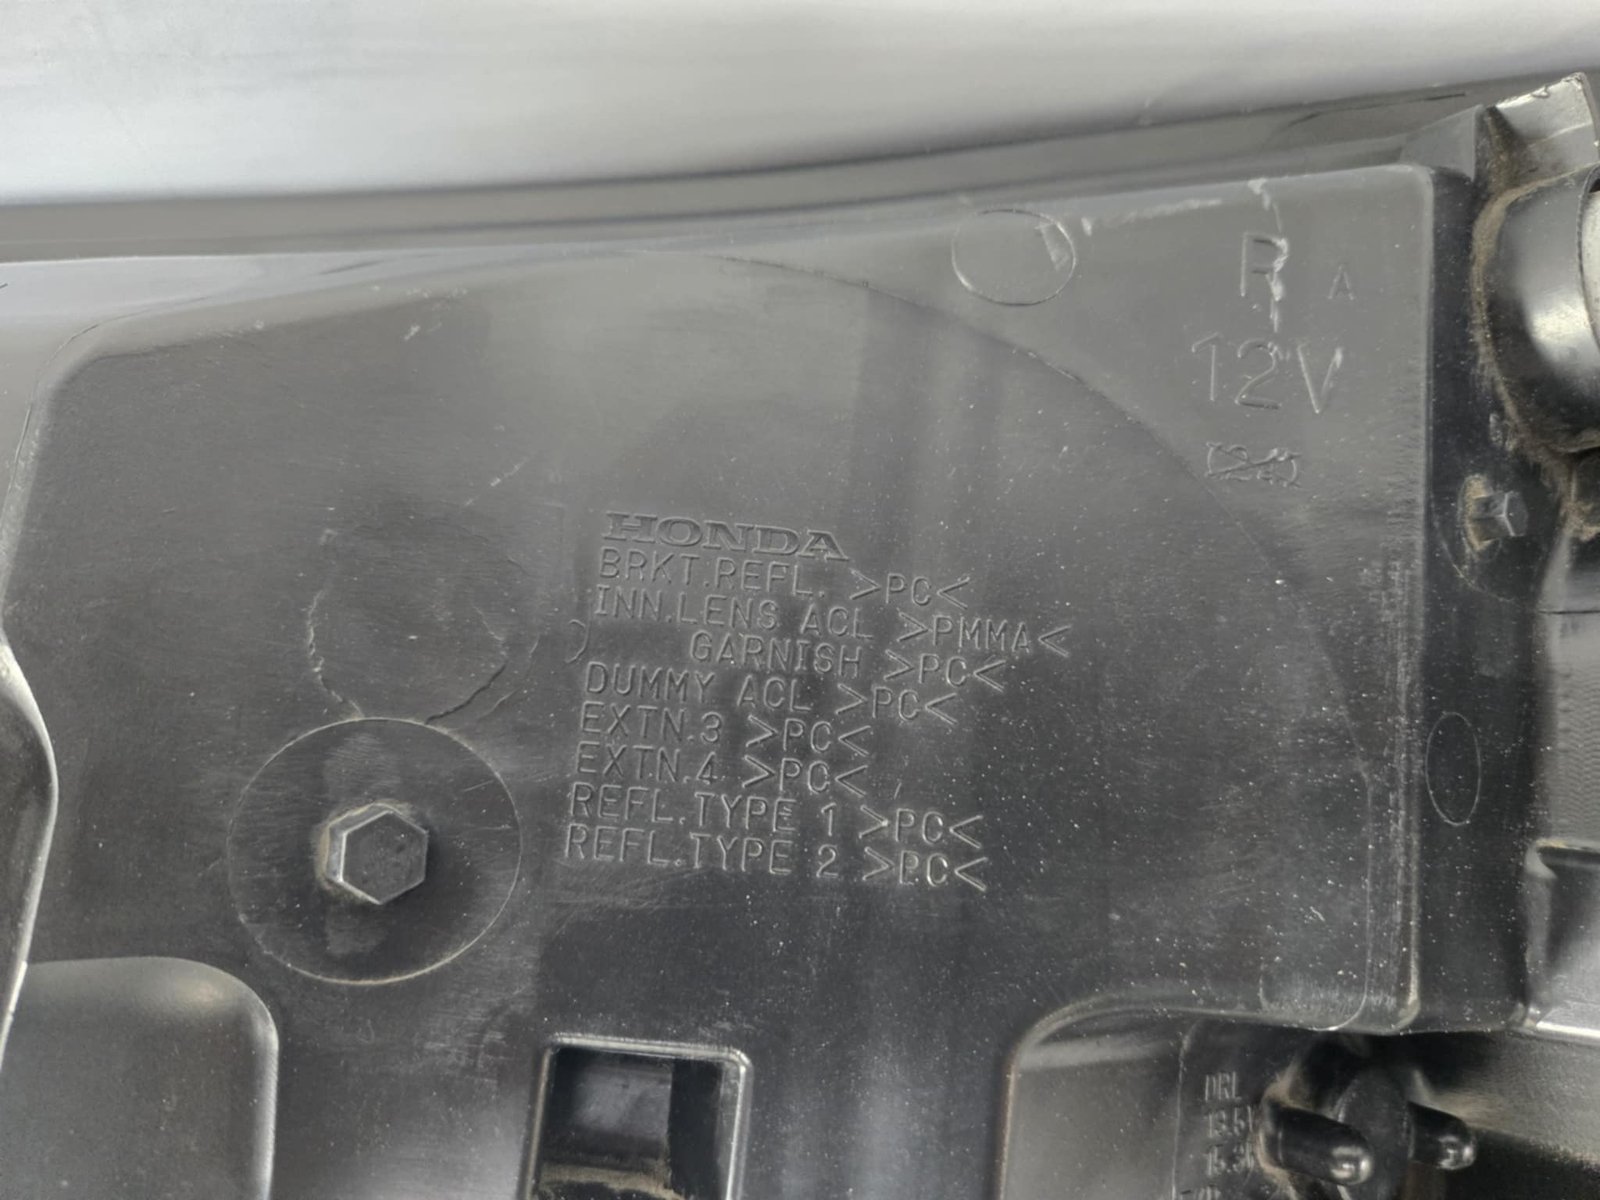 R A
12V
HONDA
BRKT.REFL. >PC<
INN.LENS ACL >PMMA<
GARNISH >PC<
DUMMY ACL >PC<
EXTN.3 >PC<
EXTN.4 >PC<
REFL.TYPE 1 >PC<
REFL.TYPE 2 >PC<
DRL